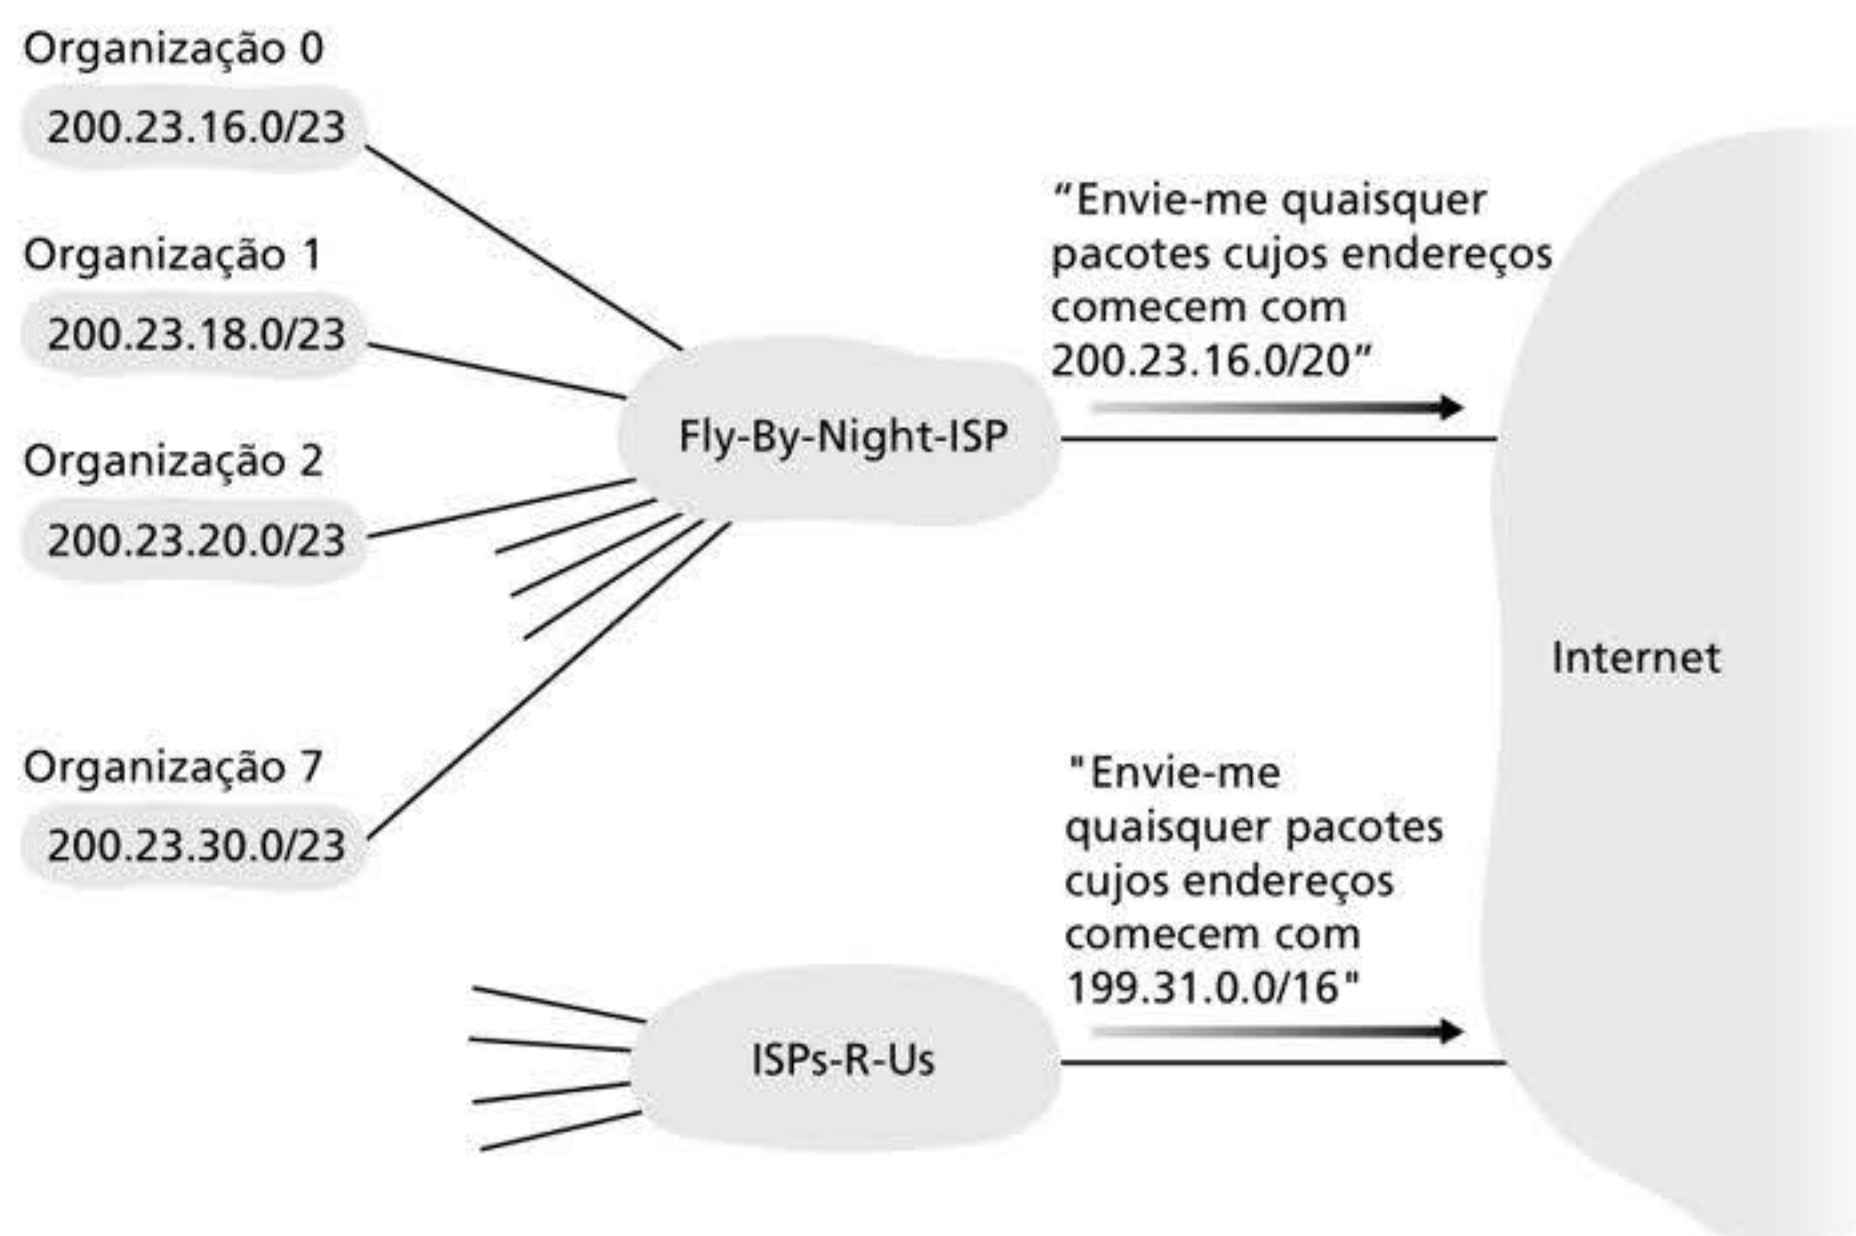 Organização 0
200.23.16.0/23
Organização 1
200.23.18.0/23
Organização 2
200.23.20.0/23
Organização 7
200.23.30.0/23
Fly-By-Night-ISP
“Envie-me quaisquer
pacotes cujos endereços
comecem com
200.23.16.0/20”
Internet
"Envie-me
quaisquer pacotes
cujos endereços
comecem com
199.31.0.0/16"
ISPs-R-Us